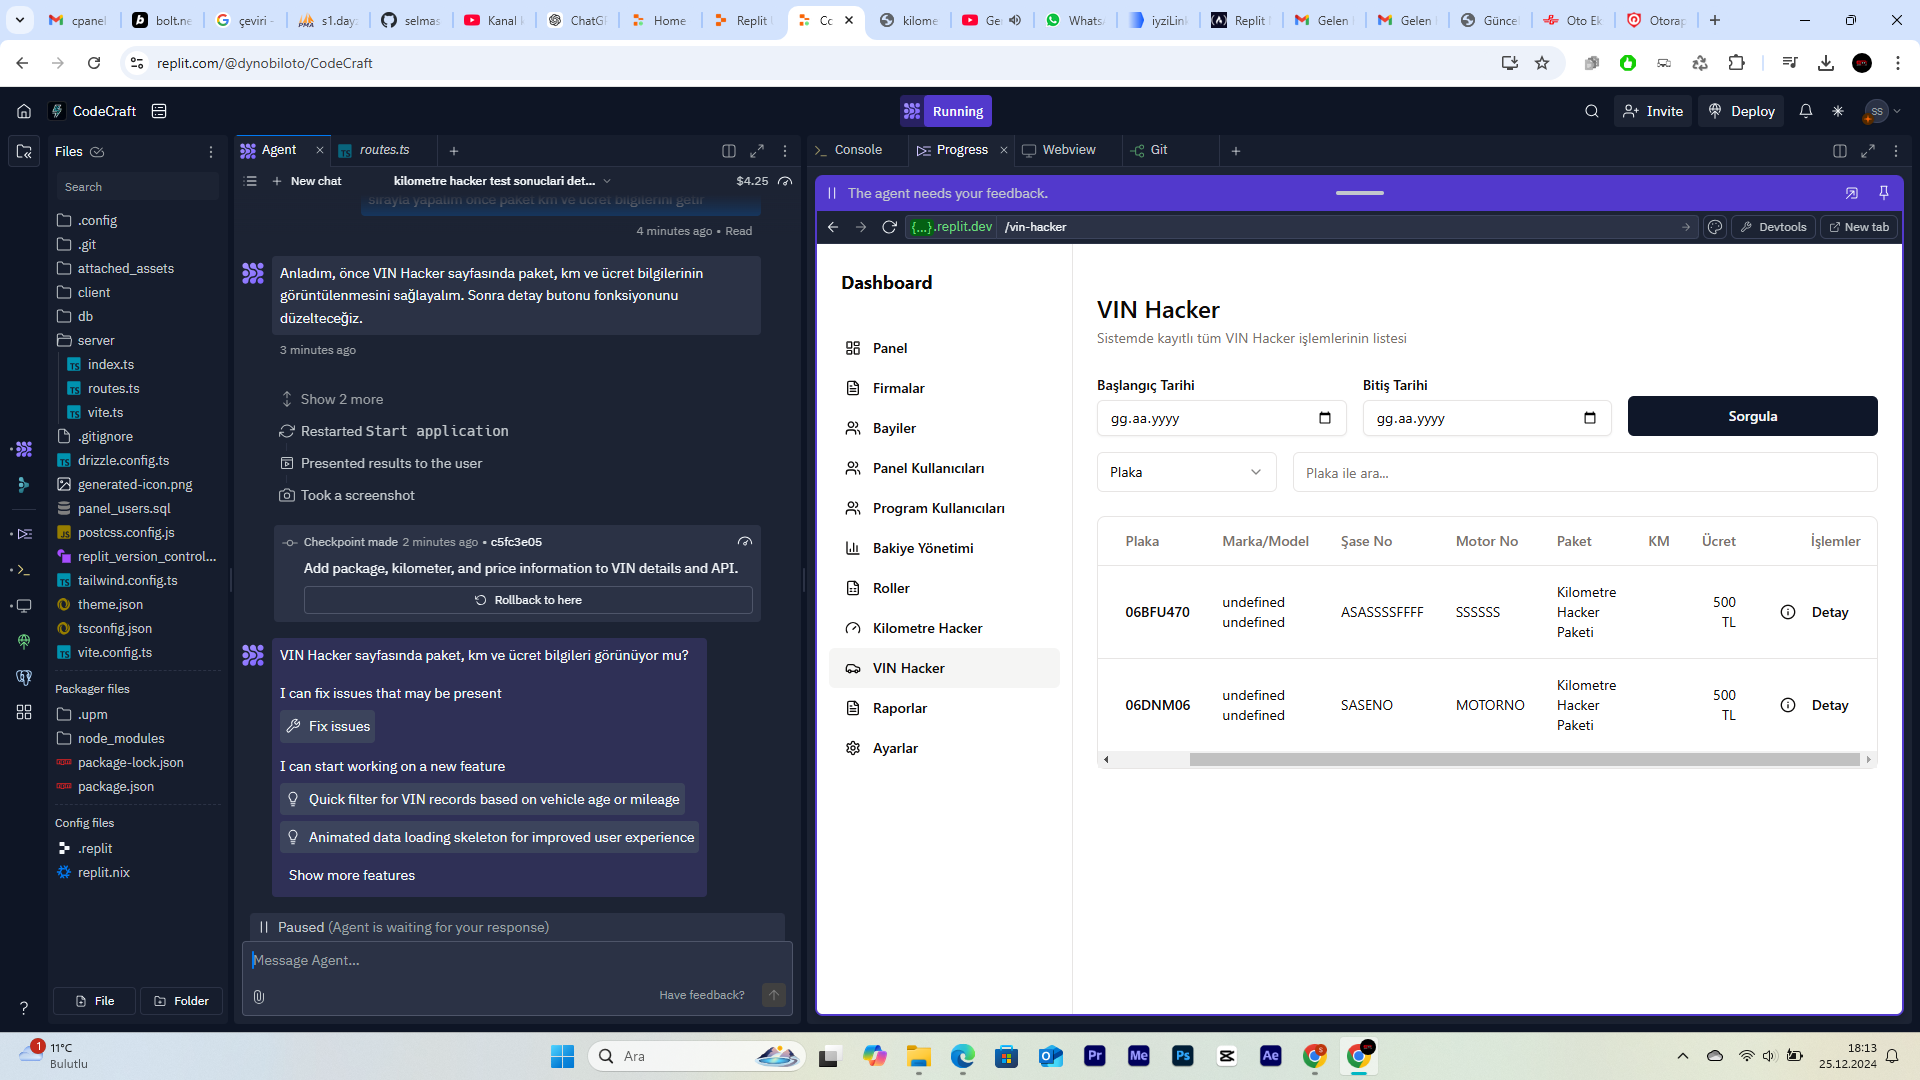 cpanel
bolt.ne
çeviri -
s1.day
selmas
Kanal i
ChatGI
Home
Replit
Co
kilome
Ge
Whats
iyziLink
Replit
Gelen
Gelen
Günce
Oto Ek
Otorap
replit.com/@dynobiloto/CodeCraft
CodeCraft
Running
Invite
Deploy
SS
Files
Search
.config
.git
attached_assets
client
db
server
index.ts
routes.ts
vite.ts
.gitignore
drizzle.config.ts
generated-icon.png
panel_users.sql
postcss.config.js
replit_version_control...
tailwind.config.ts
theme.json
tsconfig.json
vite.config.ts
Packager files
.upm
node_modules
package-lock.json
package.json
Config files
.replit
replit.nix
File
Folder
Agent
routes.ts
New chat
kilometre hacker test sonuclari det...
$4.25
sırayla yapalım önce paket km ve ücret bilgilerini getir
4 minutes ago • Read
Anladım, önce VIN Hacker sayfasında paket, km ve ücret bilgilerinin
görüntülenmesini sağlayalım. Sonra detay butonu fonksiyonunu
düzelteceğiz.
3 minutes ago
Show 2 more
Restarted Start application
Presented results to the user
Took a screenshot
Checkpoint made 2 minutes ago • c5fc3e05
Add package, kilometer, and price information to VIN details and API.
Rollback to here
VIN Hacker sayfasında paket, km ve ücret bilgileri görünüyor mu?
I can fix issues that may be present
Fix issues
I can start working on a new feature
Quick filter for VIN records based on vehicle age or mileage
Animated data loading skeleton for improved user experience
Show more features
Paused (Agent is waiting for your response)
Message Agent...
Have feedback?
Console
Progress
Webview
Git
The agent needs your feedback.
{...}.replit.dev
/vin-hacker
Devtools
New tab
Dashboard
Panel
Firmalar
Bayiler
Panel Kullanıcıları
Program Kullanıcıları
Bakiye Yönetimi
Roller
Kilometre Hacker
VIN Hacker
Raporlar
Ayarlar
VIN Hacker
Sistemde kayıtlı tüm VIN Hacker işlemlerinin listesi
Başlangıç Tarihi
Bitiş Tarihi
gg.aa.yyyy
gg.aa.yyyy
Sorgula
Plaka
Plaka ile ara...
Plaka Marka/Model Şase No Motor No Paket KM Ücret İşlemler
06BFU470 undefined undefined ASASSSSFFFF SSSSSS Kilometre Hacker Paketi 500 TL Detay
06DNM06 undefined undefined SASENO MOTORNO Kilometre Hacker Paketi 500 TL Detay
1
11°C
Bulutlu
Ara
Pr
Me
Ps
Ae
18:13
25.12.2024